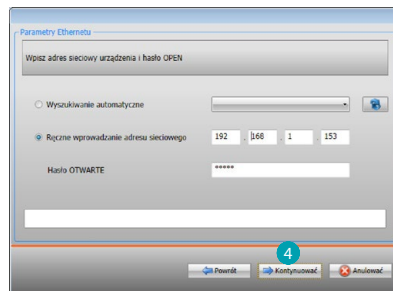 Parametry Ethernetu
Wpisz adres sieciowy urządzenia i hasło OPEN
Wyszukiwanie automatyczne
Ręczne wprowadzanie adresu sieciowego 192 . 168 . 1 . 153
Hasło OTWARTE *****
4
Powrót Kontynuować Anulować